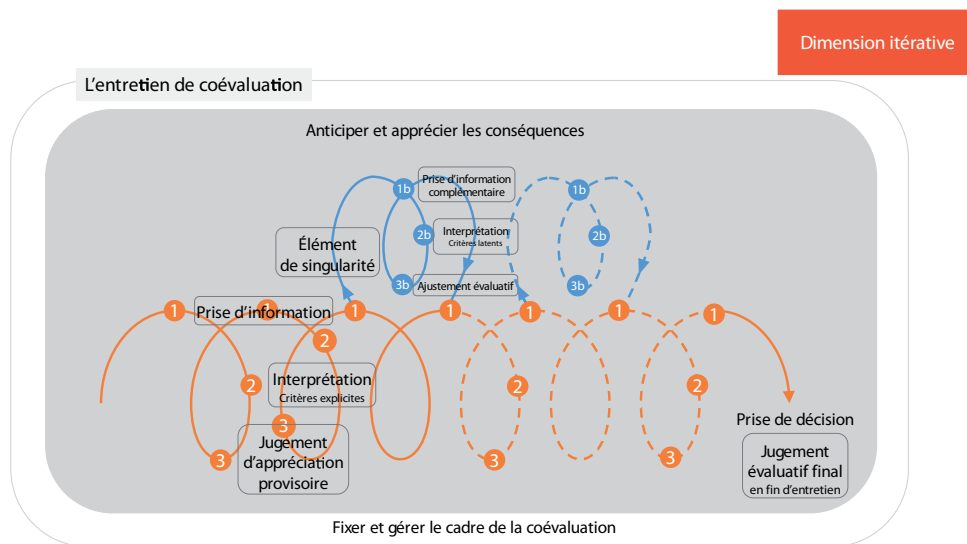 Dimension itérative
L'entretien de coévaluation
Anticiper et apprécier les conséquences
1b
Prise d'information
complémentaire
1b
2b
Interprétation
Critères latents
2b
Élément
de singularité
3b
Ajustement évaluatif
3b
1
Prise d'information
1
1
1
1
1
1
2
Interprétation
Critères explicites
2
2
2
3
Jugement
d'appréciation
provisoire
3
3
3
Prise de décision
Jugement
évaluatif final
en fin d'entretien
Fixer et gérer le cadre de la coévaluation